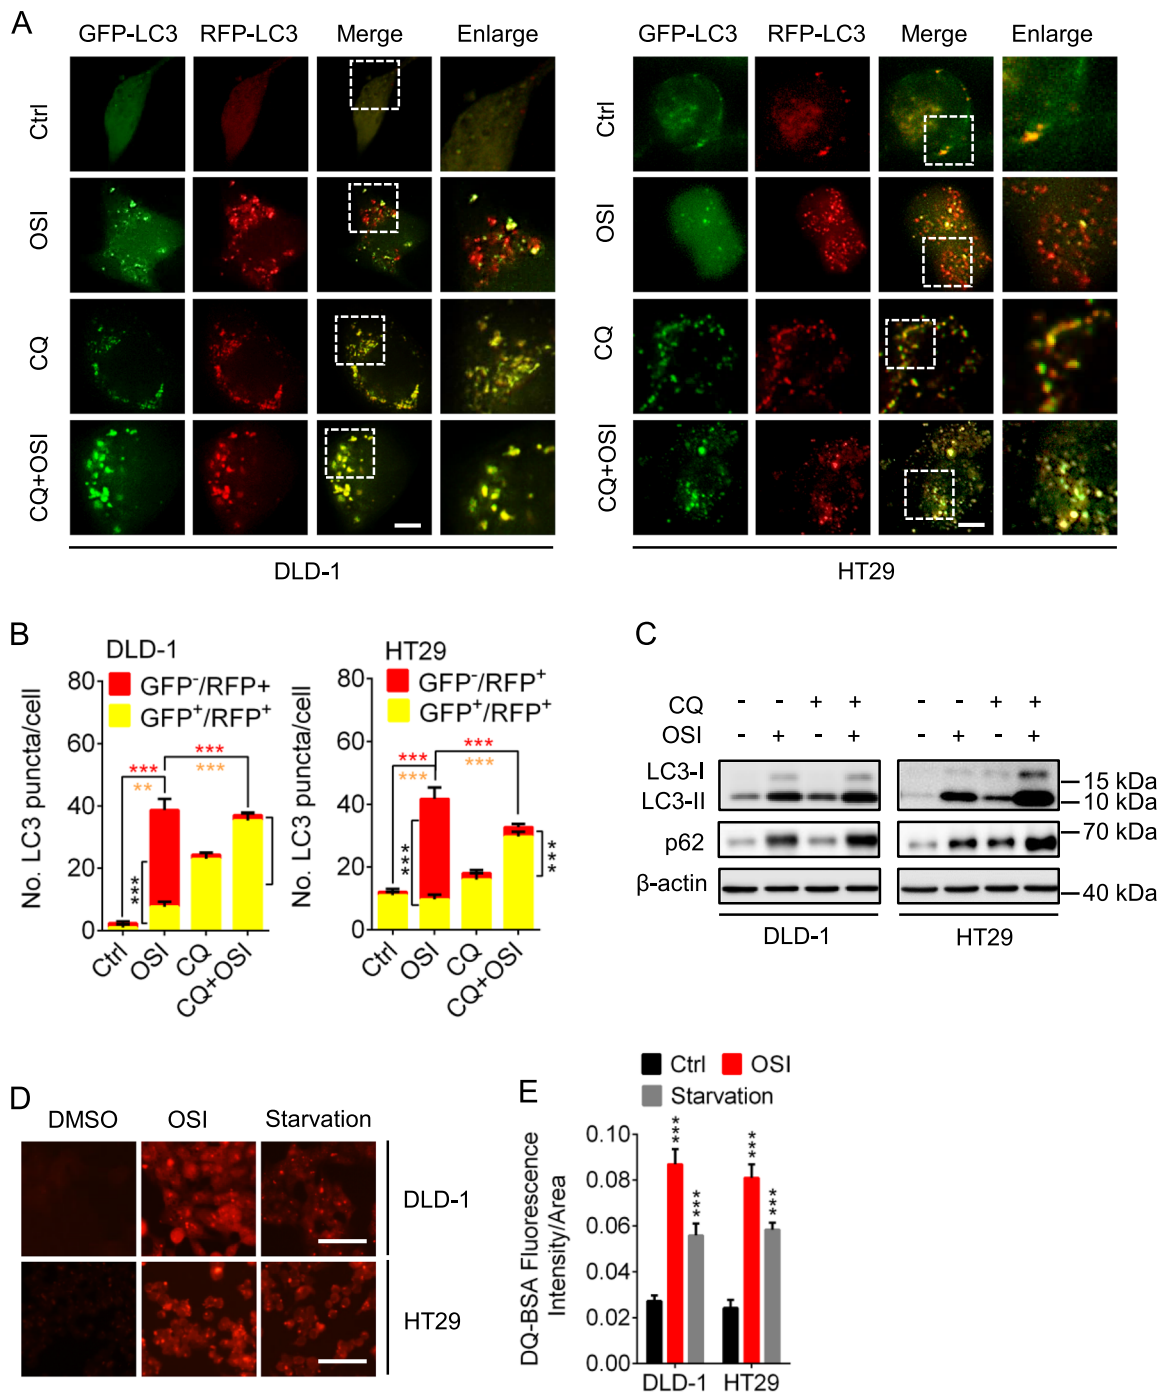 A
GFP-LC3 RFP-LC3 Merge Enlarge
GFP-LC3 RFP-LC3 Merge Enlarge
Ctrl
OSI
CQ
CQ+OSI
DLD-1
Ctrl
OSI
CQ
CQ+OSI
HT29
B
DLD-1
GFP⁻/RFP+
GFP⁺/RFP⁺
No. LC3 puncta/cell
80
60
40
20
0
***
**
***
***
***
Ctrl OSI CQ CQ+OSI
HT29
GFP⁻/RFP⁺
GFP⁺/RFP⁺
No. LC3 puncta/cell
80
60
40
20
0
***
***
***
***
***
***
Ctrl OSI CQ CQ+OSI
C
CQ - - + + - - + +
OSI - + - + - + - +
LC3-I
LC3-II
p62
β-actin
15 kDa
10 kDa
70 kDa
40 kDa
DLD-1 HT29
D
DMSO OSI Starvation
DLD-1
HT29
E
Ctrl OSI
Starvation
DQ-BSA Fluorescence
Intensity/Area
0.10
0.08
0.06
0.04
0.02
0.00
*** *** *** ***
DLD-1 HT29